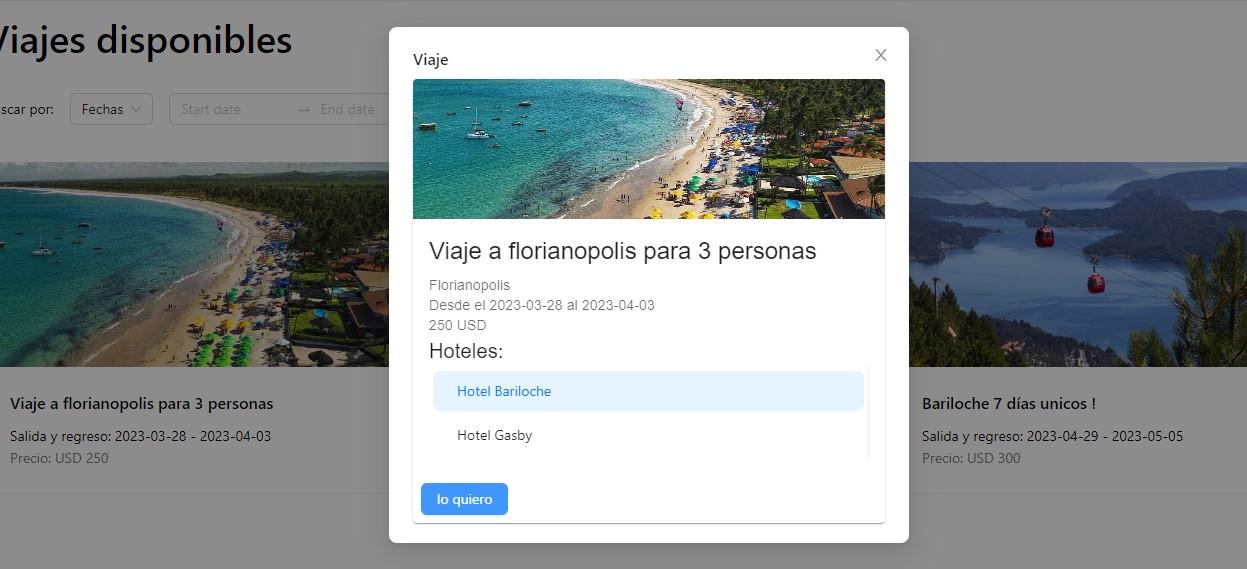 Viajes disponibles
scar por:
Fechas
Start date
End date
Viaje a florianopolis para 3 personas
Salida y regreso: 2023-03-28 - 2023-04-03
Precio: USD 250
Viaje
Viaje a florianopolis para 3 personas
Florianopolis
Desde el 2023-03-28 al 2023-04-03
250 USD
Hoteles:
Hotel Bariloche
Hotel Gasby
lo quiero
Bariloche 7 días unicos !
Salida y regreso: 2023-04-29 - 2023-05-05
Precio: USD 300